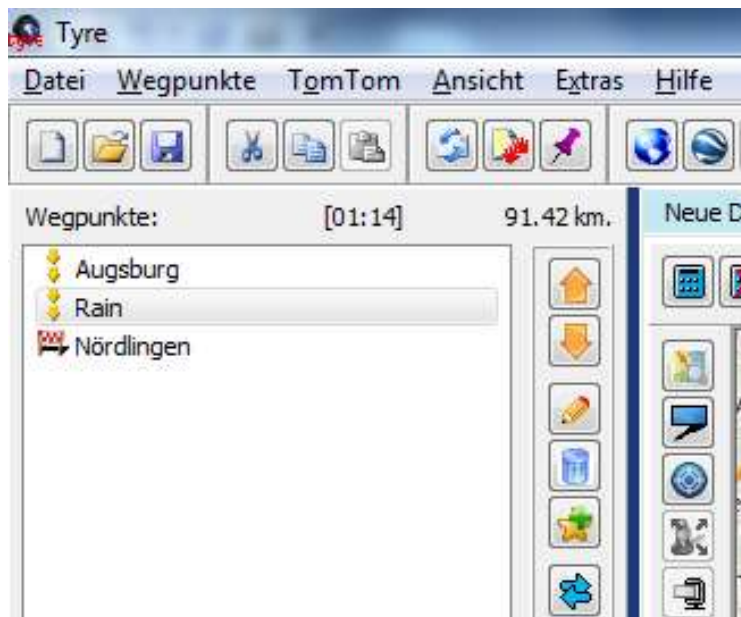 Tyre
Datei Wegpunkte TomTom Ansicht Extras Hilfe
Wegpunkte: [01:14] 91.42 km. Neue D
Augsburg
Rain
Nördlingen